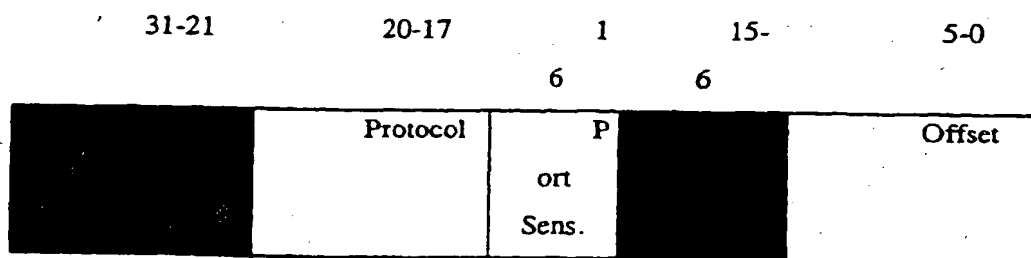 31-21 20-17 1 15- 5-0
6 6
Protocol P Offset
ort
Sens.